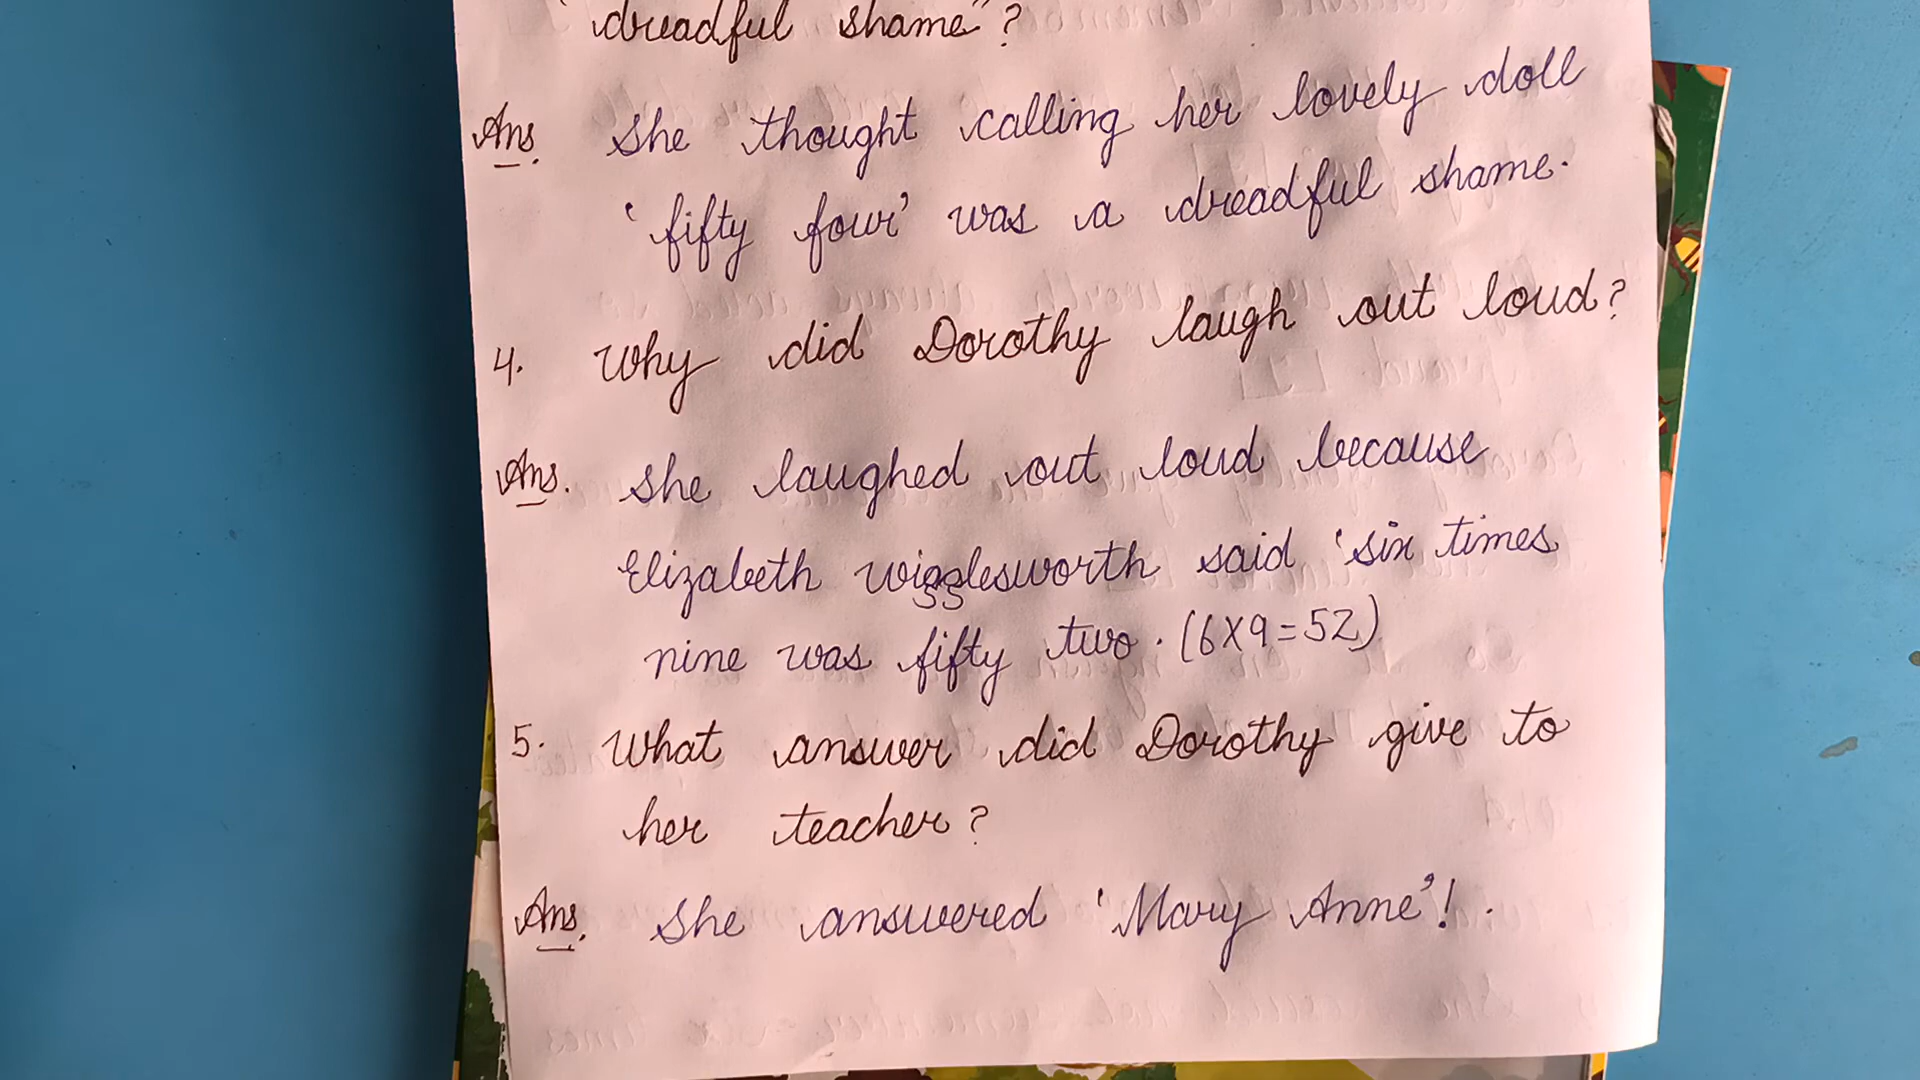 dreadful shame"?
Ans. She thought calling her lovely doll
'fifty four' was a dreadful shame.
4. Why did Dorothy laugh out loud?
Ans. She laughed out loud because
Elizabeth wigglesworth said 'six times
nine was fifty two. (6X9=52)
5. What answer did Dorothy give to
her teacher?
Ans. She answered 'Mary Anne'!.